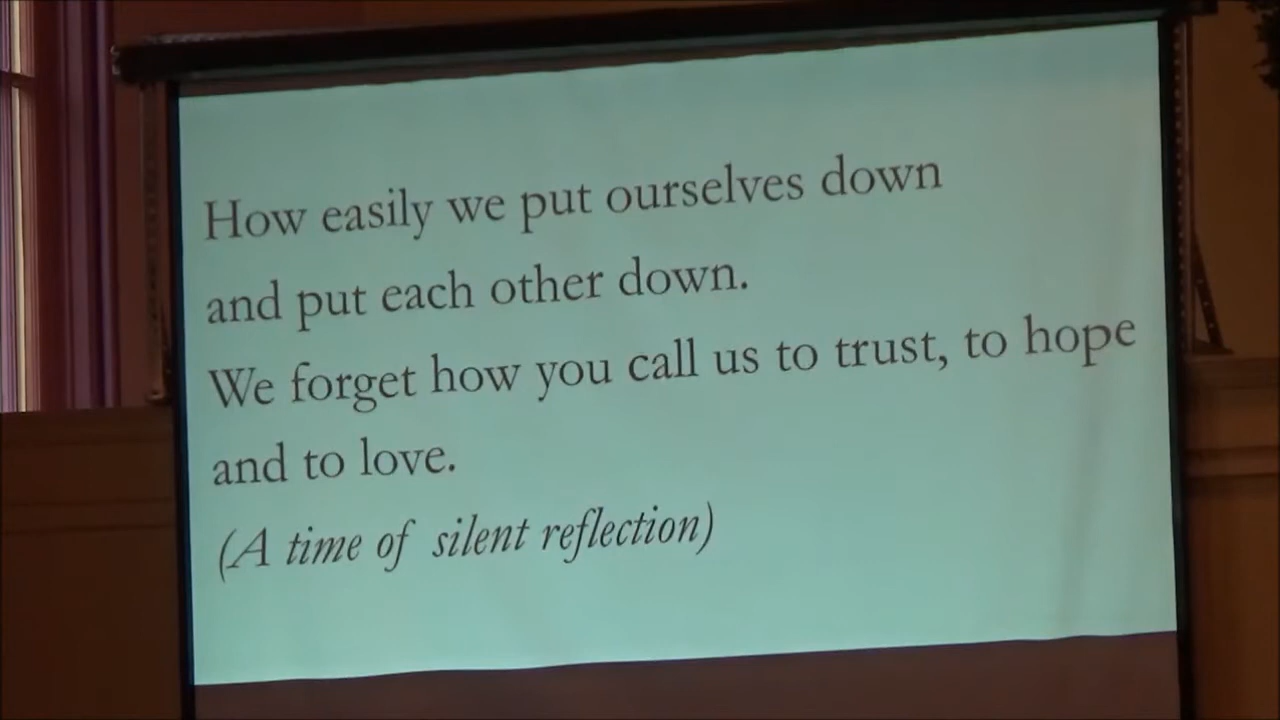 How easily we put ourselves down
and put each other down.
We forget how you call us to trust, to hope
and to love.
(A time of silent reflection)